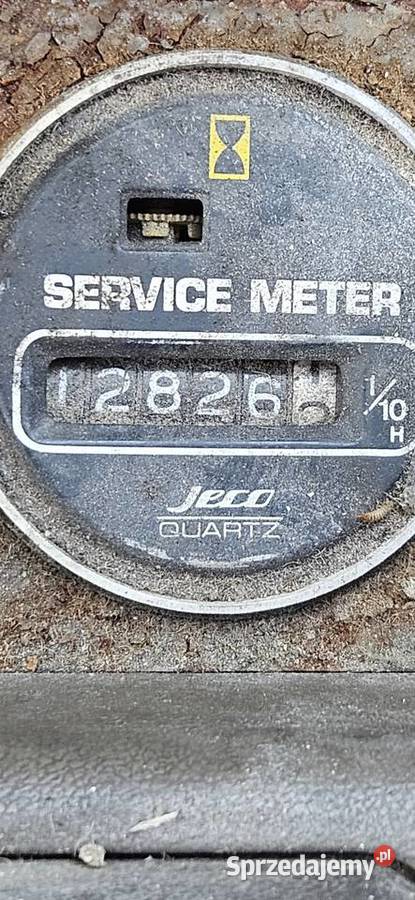 SERVICE METER
12826
1/10
H
Jeco
QUARTZ
Sprzedajemy.pl